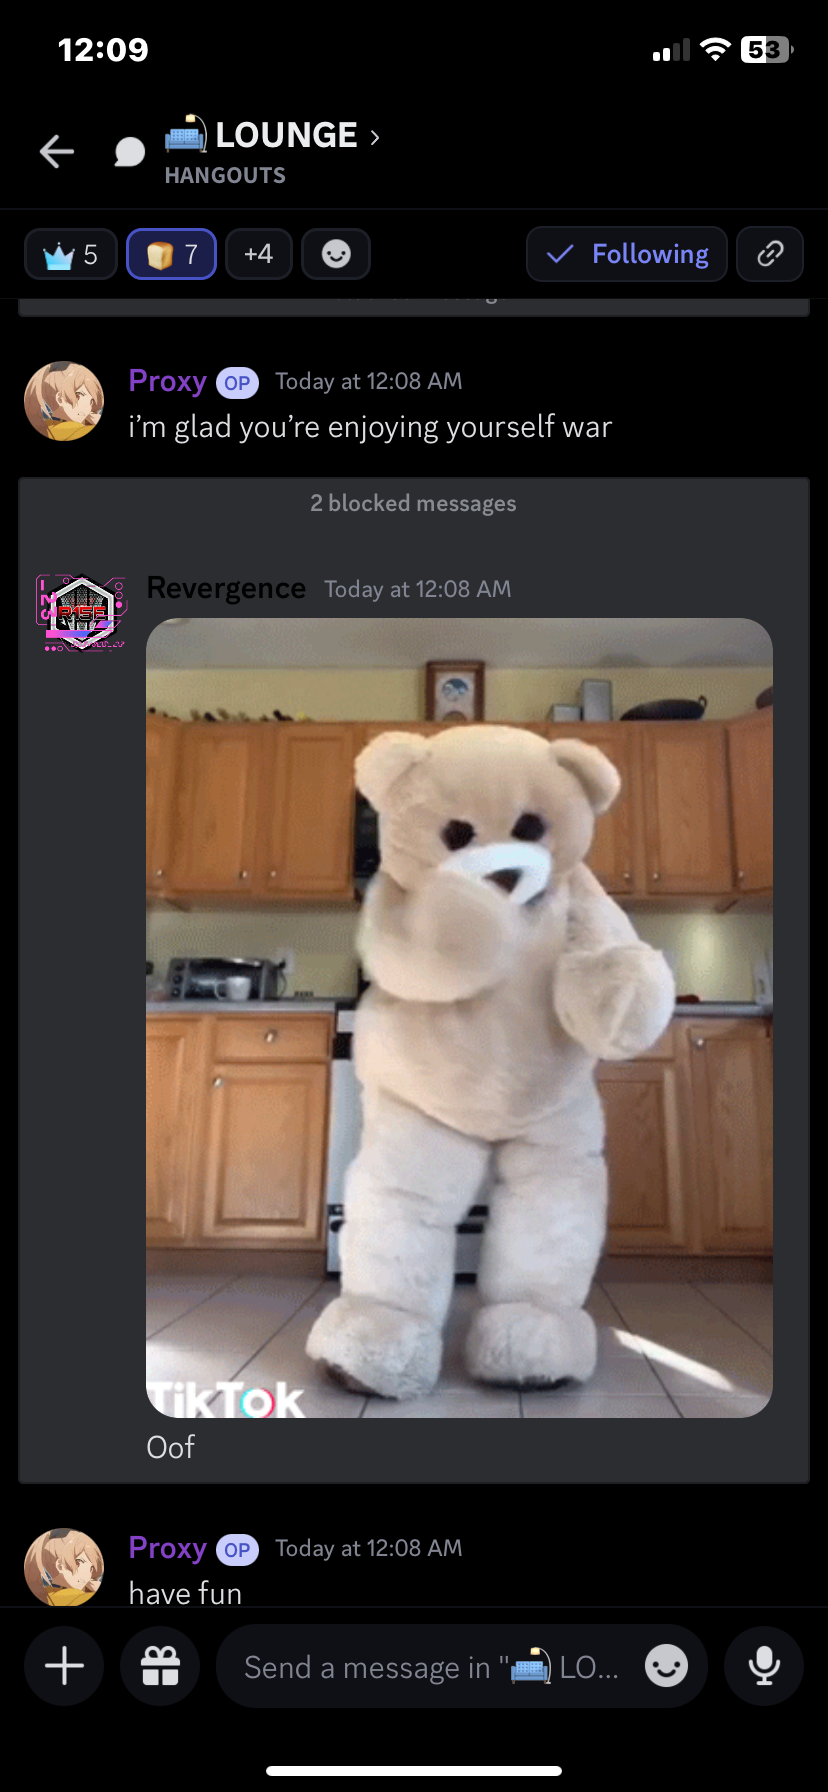 12:09
53
LOUNGE
HANGOUTS
5
7
+4
Following
Proxy OP Today at 12:08 AM
i’m glad you’re enjoying yourself war
2 blocked messages
Revergence Today at 12:08 AM
R15E
TikTok
Oof
Proxy OP Today at 12:08 AM
have fun
Send a message in " LO...